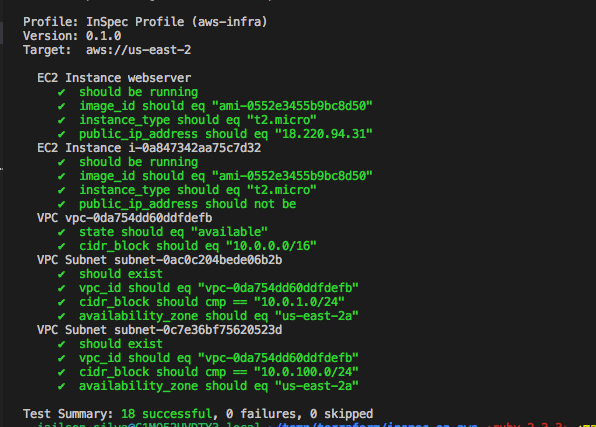 Profile: InSpec Profile (aws-infra)
Version: 0.1.0
Target:  aws://us-east-2
EC2 Instance webserver
✔ should be running
✔ image_id should eq "ami-0552e3455b9bc8d50"
✔ instance_type should eq "t2.micro"
✔ public_ip_address should eq "18.220.94.31"
EC2 Instance i-0a847342aa75c7d32
✔ should be running
✔ image_id should eq "ami-0552e3455b9bc8d50"
✔ instance_type should eq "t2.micro"
✔ public_ip_address should not be
VPC vpc-0da754dd60ddfdefb
✔ state should eq "available"
✔ cidr_block should eq "10.0.0.0/16"
VPC Subnet subnet-0ac0c204bede06b2b
✔ should exist
✔ vpc_id should eq "vpc-0da754dd60ddfdefb"
✔ cidr_block should cmp == "10.0.1.0/24"
✔ availability_zone should eq "us-east-2a"
VPC Subnet subnet-0c7e36bf75620523d
✔ should exist
✔ vpc_id should eq "vpc-0da754dd60ddfdefb"
✔ cidr_block should cmp == "10.0.100.0/24"
✔ availability_zone should eq "us-east-2a"
Test Summary: 18 successful, 0 failures, 0 skipped